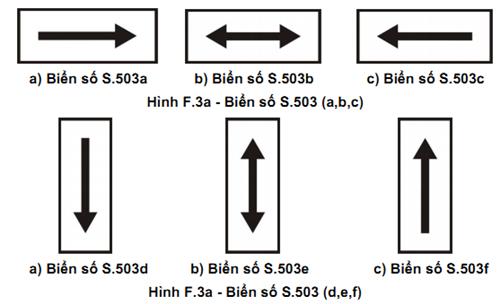 a) Biển số S.503a
b) Biển số S.503b
c) Biển số S.503c
Hình F.3a - Biển số S.503 (a,b,c)
a) Biển số S.503d
b) Biển số S.503e
c) Biển số S.503f
Hình F.3a - Biển số S.503 (d,e,f)